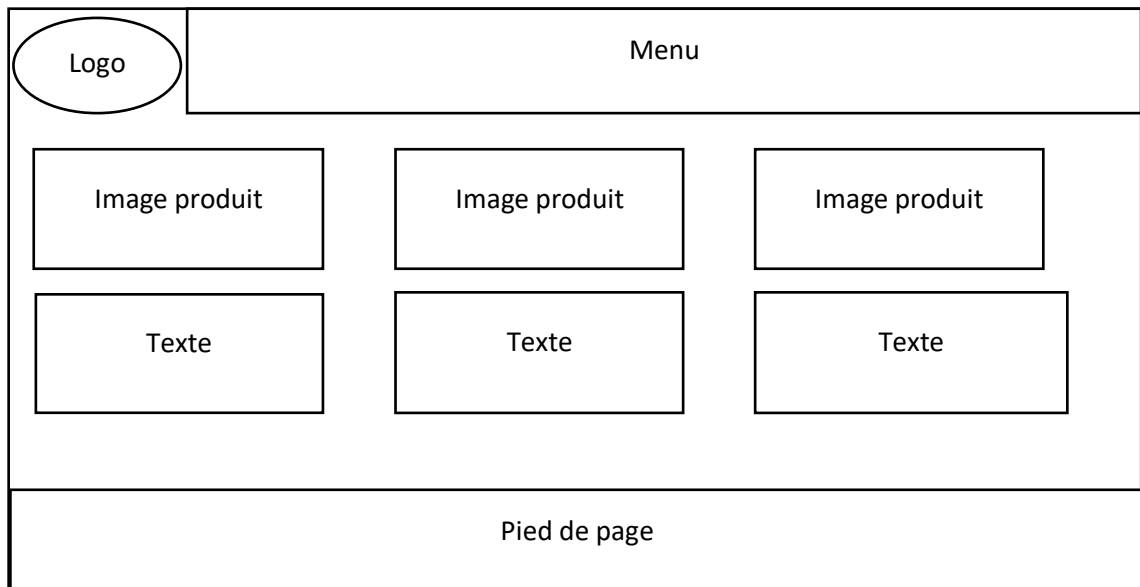 Logo
Menu
Image produit
Image produit
Image produit
Texte
Texte
Texte
Pied de page